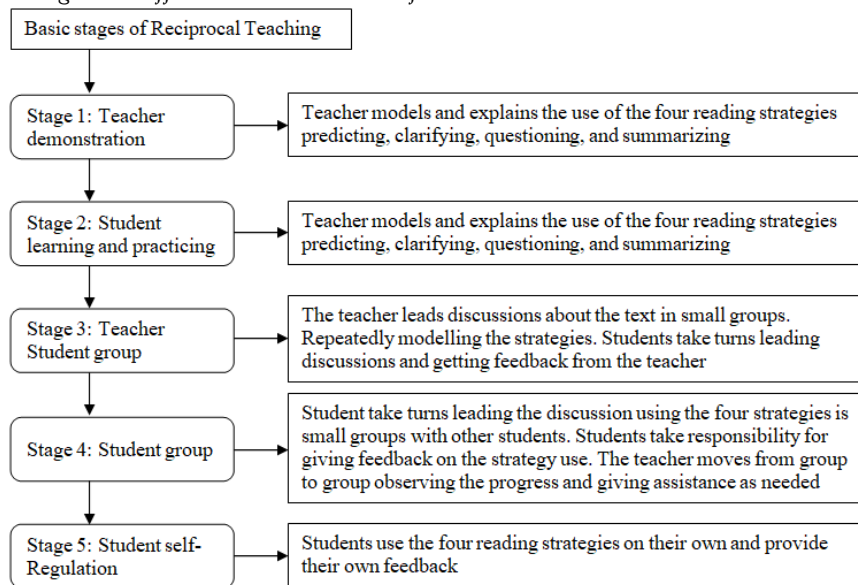 Basic stages of Reciprocal Teaching
Stage 1: Teacher
demonstration
Teacher models and explains the use of the four reading strategies
predicting, clarifying, questioning, and summarizing
Stage 2: Student
learning and practicing
Teacher models and explains the use of the four reading strategies
predicting, clarifying, questioning, and summarizing
Stage 3: Teacher
Student group
The teacher leads discussions about the text in small groups.
Repeatedly modelling the strategies. Students take turns leading
discussions and getting feedback from the teacher
Stage 4: Student group
Student take turns leading the discussion using the four strategies is
small groups with other students. Students take responsibility for
giving feedback on the strategy use. The teacher moves from group
to group observing the progress and giving assistance as needed
Stage 5: Student self-
Regulation
Students use the four reading strategies on their own and provide
their own feedback